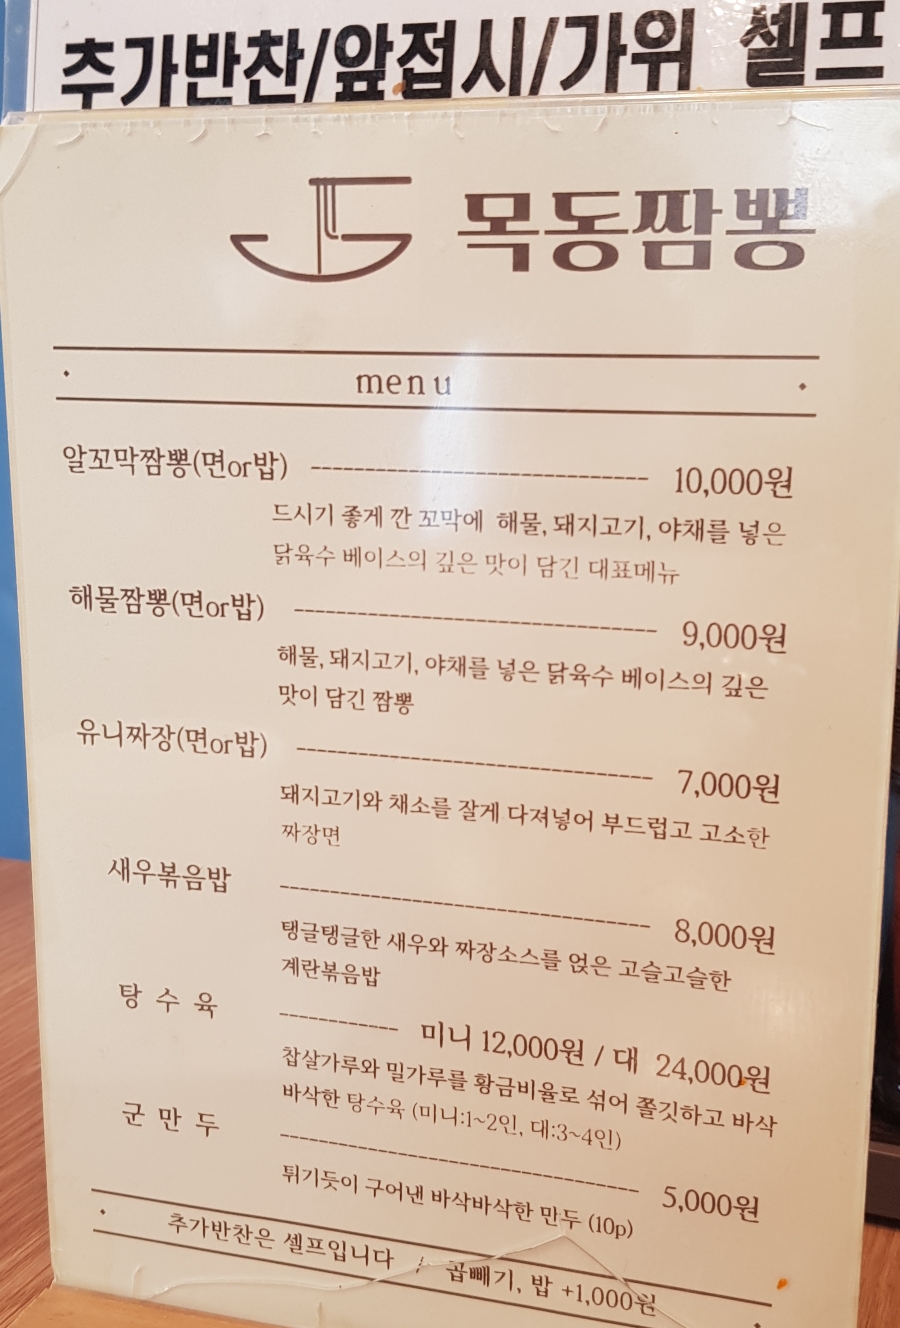 추가반찬/앞접시/가위 셀프
목동짬뽕
menu
알꼬막짬뽕(면or밥) 10,000원
드시기 좋게 깐 꼬막에 해물, 돼지고기, 야채를 넣은
닭육수 베이스의 깊은 맛이 담긴 대표메뉴
해물짬뽕(면or밥) 9,000원
해물, 돼지고기, 야채를 넣은 닭육수 베이스의 깊은
맛이 담긴 짬뽕
유니짜장(면or밥) 7,000원
돼지고기와 채소를 잘게 다져넣어 부드럽고 고소한
짜장면
새우볶음밥 8,000원
탱글탱글한 새우와 짜장소스를 얹은 고슬고슬한
계란볶음밥
탕 수 육 미니 12,000원 / 대 24,000원
찹살가루와 밀가루를 황금비율로 섞어 쫄깃하고 바삭
바삭한 탕수육 (미니:1~2인, 대:3~4인)
군 만 두 5,000원
튀기듯이 구어낸 바삭바삭한 만두 (10p)
추가반찬은 셀프입니다 / 곱빼기, 밥 +1,000원